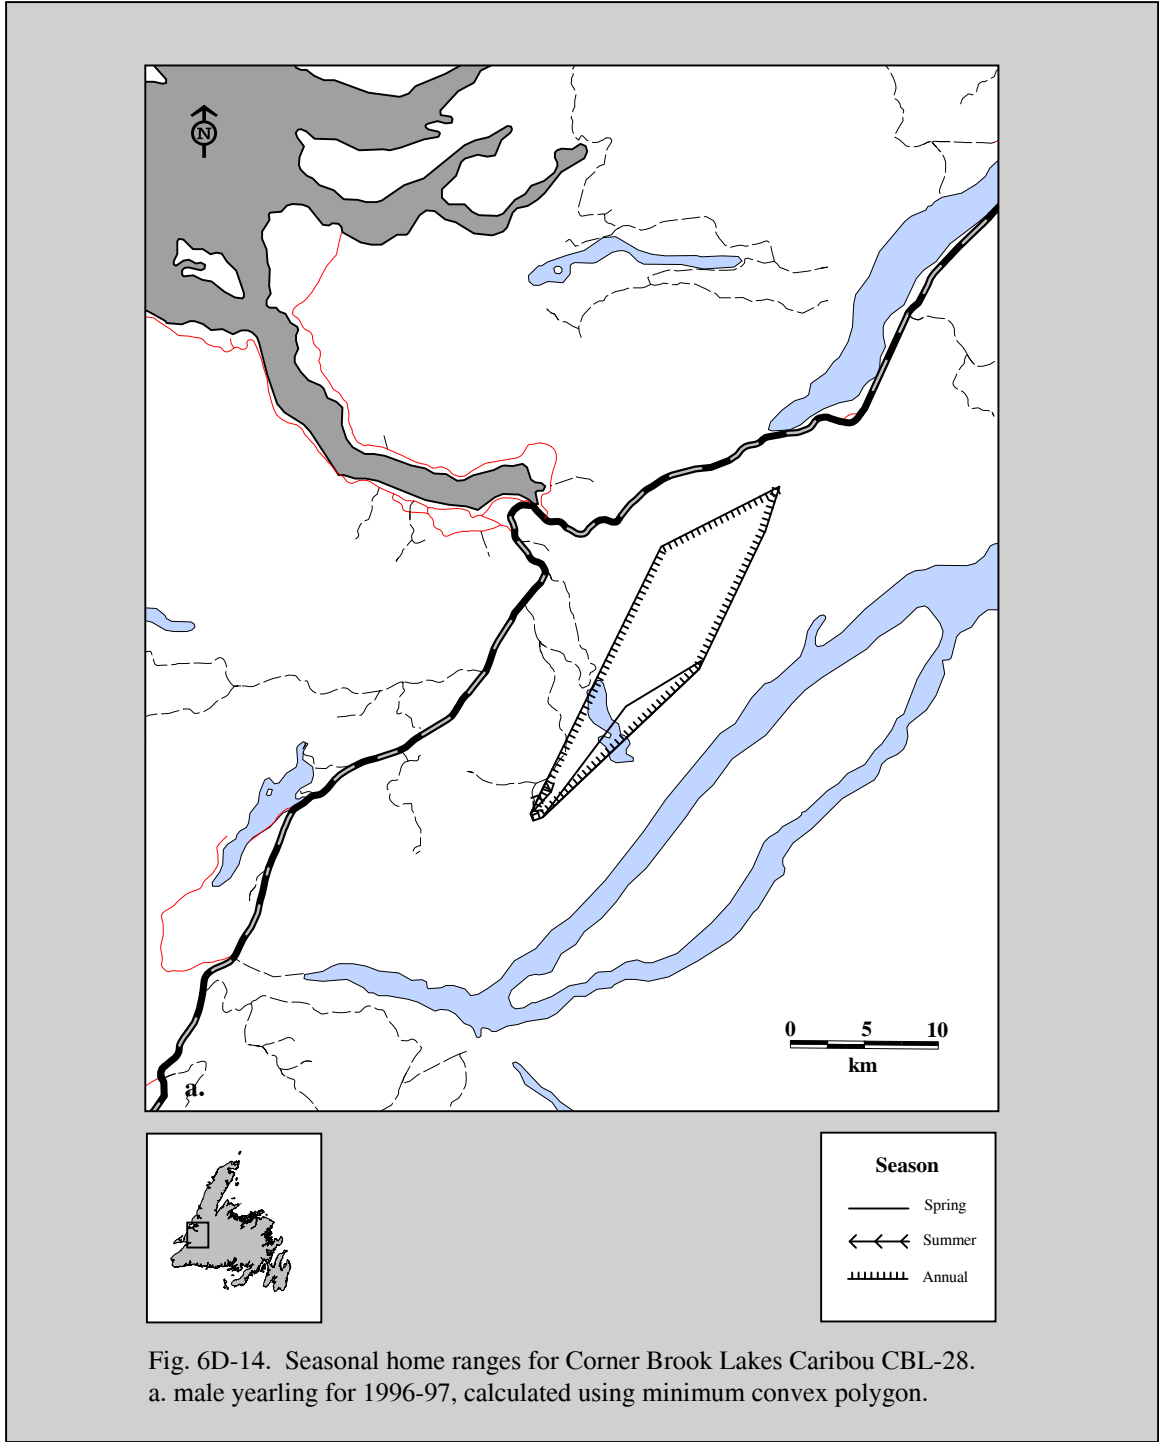 N
0 5 10
km
a.
Season
Spring
Summer
Annual
Fig. 6D-14. Seasonal home ranges for Corner Brook Lakes Caribou CBL-28.
a. male yearling for 1996-97, calculated using minimum convex polygon.